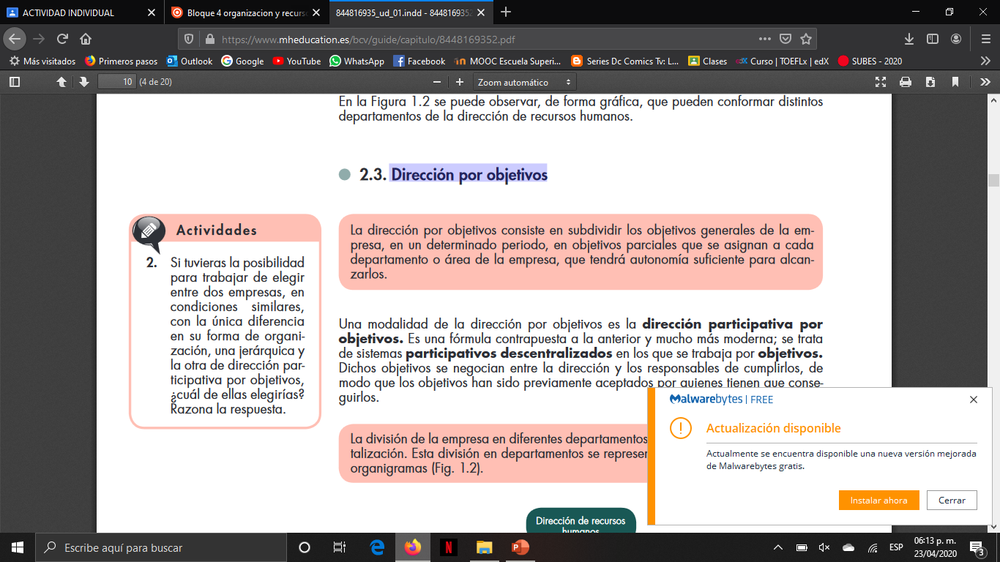 ACTIVIDAD INDIVIDUAL
Bloque 4 organizacion y recurs
844816935_ud_01.indd - 844816935
https://www.mheducation.es/bcv/guide/capitulo/8448169352.pdf
Más visitados
Primeros pasos
Outlook
Google
YouTube
WhatsApp
Facebook
MOOC Escuela Superi...
Series Dc Comics Tv: L...
Clases
Curso | TOEFLx | edX
SUBES - 2020
10 (4 de 20)
Zoom automático
En la Figura 1.2 se puede observar, de forma gráfica, que pueden conformar distintos
departamentos de la dirección de recursos humanos.
2.3. Dirección por objetivos
Actividades
2. Si tuvieras la posibilidad
para trabajar de elegir
entre dos empresas, en
condiciones similares,
con la única diferencia
en su forma de organi-
zación, una jerárquica y
la otra de dirección par-
ticipativa por objetivos,
¿cuál de ellas elegirías?
Razona la respuesta.
La dirección por objetivos consiste en subdividir los objetivos generales de la em-
presa, en un determinado periodo, en objetivos parciales que se asignan a cada
departamento o área de la empresa, que tendrá autonomía suficiente para alcan-
zarlos.
Una modalidad de la dirección por objetivos es la dirección participativa por
objetivos. Es una fórmula contrapuesta a la anterior y mucho más moderna; se trata
de sistemas participativos descentralizados en los que se trabaja por objetivos.
Dichos objetivos se negocian entre la dirección y los responsables de cumplirlos, de
modo que los objetivos han sido previamente aceptados por quienes tienen que conse-
guirlos.
La división de la empresa en diferentes departamentos
talización. Esta división en departamentos se represen
organigramas (Fig. 1.2).
Dirección de recursos
humanos
Malwarebytes | FREE
Actualización disponible
Actualmente se encuentra disponible una nueva versión mejorada
de Malwarebytes gratis.
Instalar ahora
Cerrar
Escribe aquí para buscar
ESP
06:13 p. m.
23/04/2020
3